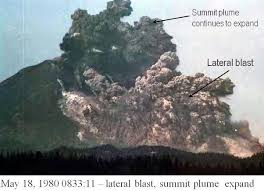 Summit plume
continues to expand
Lateral blast
May 18, 1980 0833:11 – lateral blast, summit plume expand